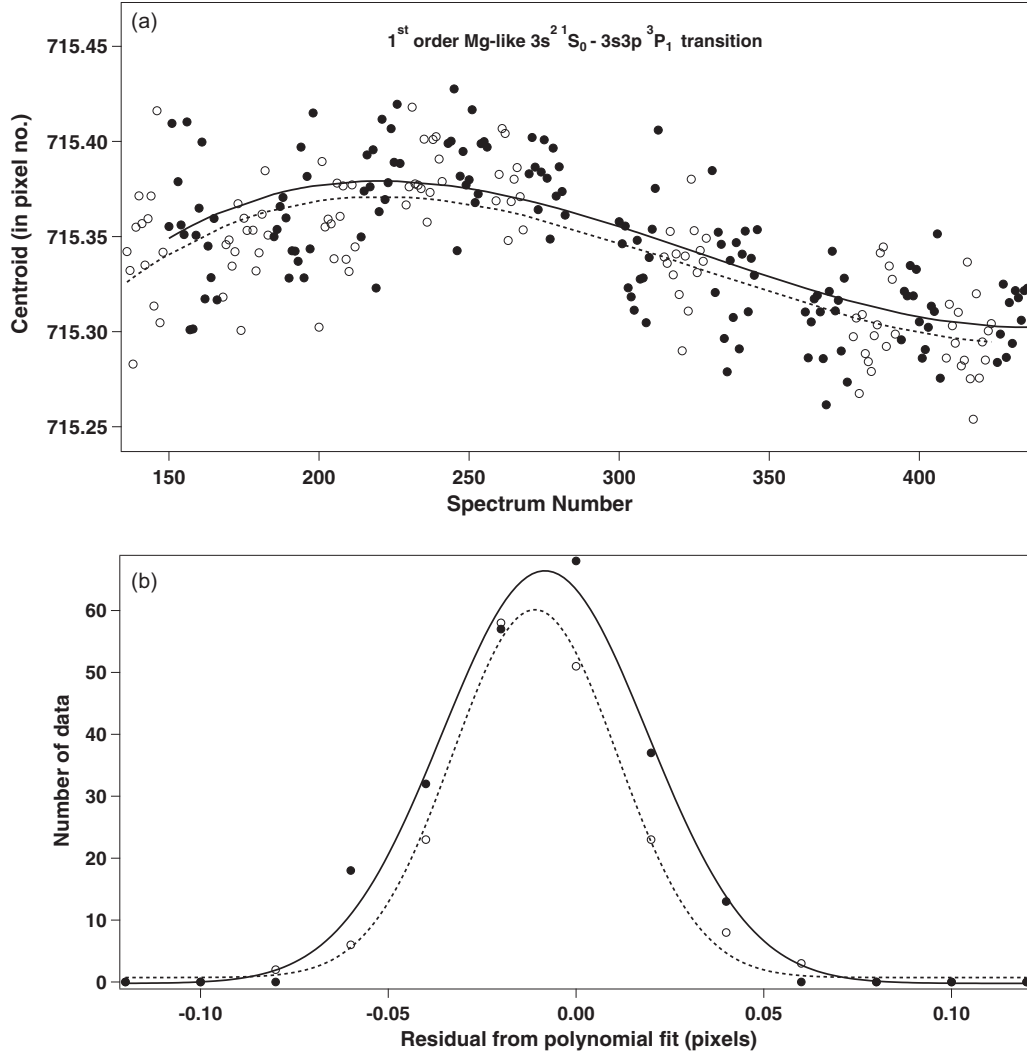 (a)
1st order Mg-like 3s2 1S0 - 3s3p 3P1 transition
Centroid (in pixel no.)
715.45
715.40
715.35
715.30
715.25
150 200 250 300 350 400
Spectrum Number
(b)
Number of data
60
50
40
30
20
10
0
-0.10 -0.05 0.00 0.05 0.10
Residual from polynomial fit (pixels)